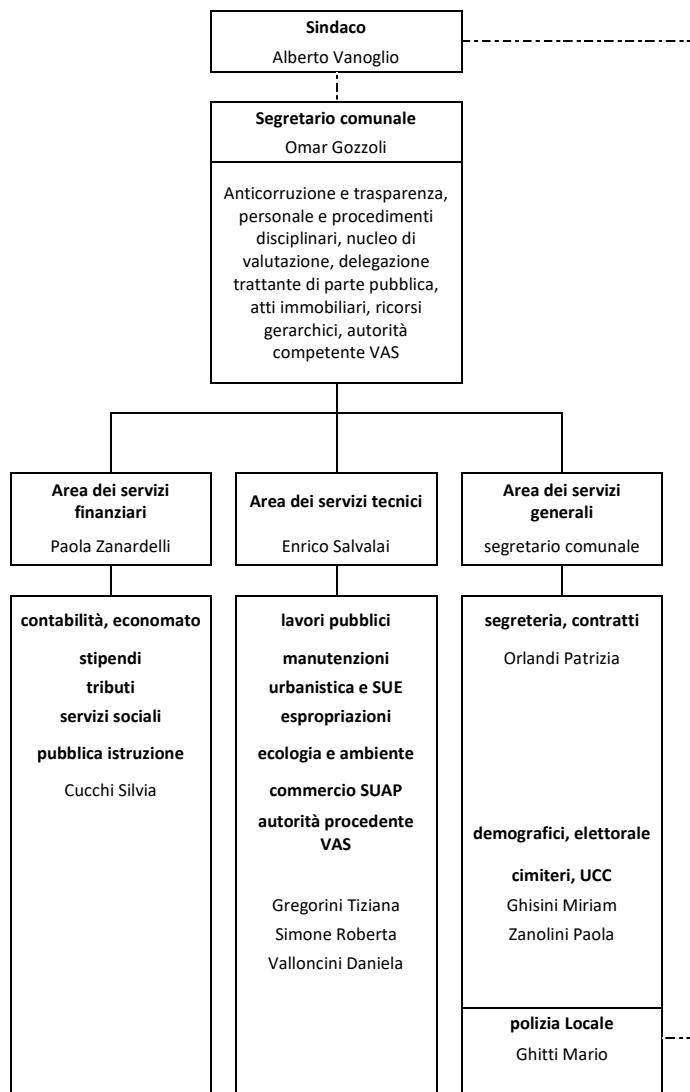 Sindaco
Alberto Vanoglio
Segretario comunale
Omar Gozzoli
Anticorruzione e trasparenza,
personale e procedimenti
disciplinari, nucleo di
valutazione, delegazione
trattante di parte pubblica,
atti immobiliari, ricorsi
gerarchici, autorità
competente VAS
Area dei servizi
finanziari
Paola Zanardelli
Area dei servizi tecnici
Enrico Salvalai
Area dei servizi
generali
segretario comunale
contabilità, economato
stipendi
tributi
servizi sociali
pubblica istruzione
Cucchi Silvia
lavori pubblici
manutenzioni
urbanistica e SUE
espropriazioni
ecologia e ambiente
commercio SUAP
autorità procedente
VAS
Gregorini Tiziana
Simone Roberta
Valloncini Daniela
segreteria, contratti
Orlandi Patrizia
demografici, elettorale
cimiteri, UCC
Ghisini Miriam
Zanolini Paola
polizia Locale
Ghitti Mario